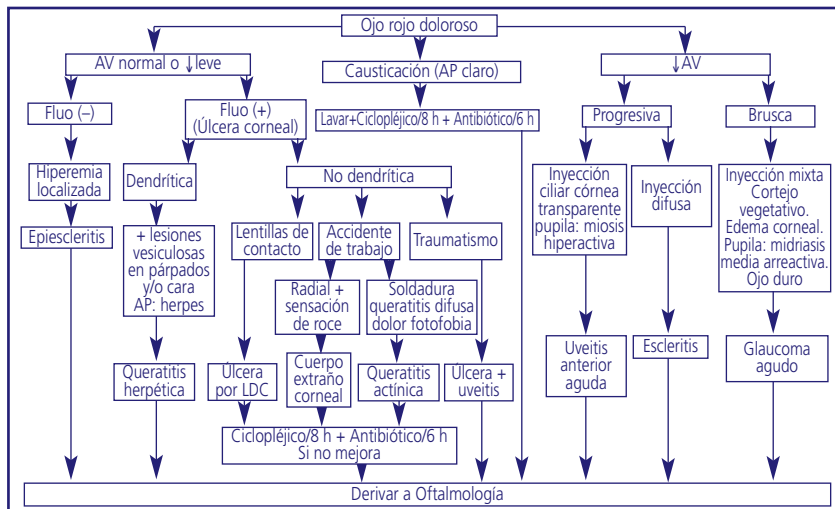 Ojo rojo doloroso
AV normal o ↓leve
Causticación (AP claro)
↓AV
Fluo (–)
Fluo (+)
(Úlcera corneal)
Lavar+Ciclopléjico/8 h + Antibiótico/6 h
Progresiva
Brusca
Hiperemia
localizada
Dendrítica
No dendrítica
Inyección
ciliar córnea
transparente
pupila: miosis
hiperactiva
Inyección
difusa
Inyección mixta
Cortejo
vegetativo.
Edema corneal.
Pupila: midriasis
media arreactiva.
Ojo duro
Epiescleritis
+ lesiones
vesiculosas
en párpados
y/o cara
AP: herpes
Lentillas de
contacto
Accidente
de trabajo
Traumatismo
Radial +
sensación
de roce
Soldadura
queratitis difusa
dolor fotofobia
Queratitis
herpética
Úlcera
por LDC
Cuerpo
extraño
corneal
Queratitis
actínica
Úlcera +
uveitis
Uveitis
anterior
aguda
Escleritis
Glaucoma
agudo
Ciclopléjico/8 h + Antibiótico/6 h
Si no mejora
Derivar a Oftalmología